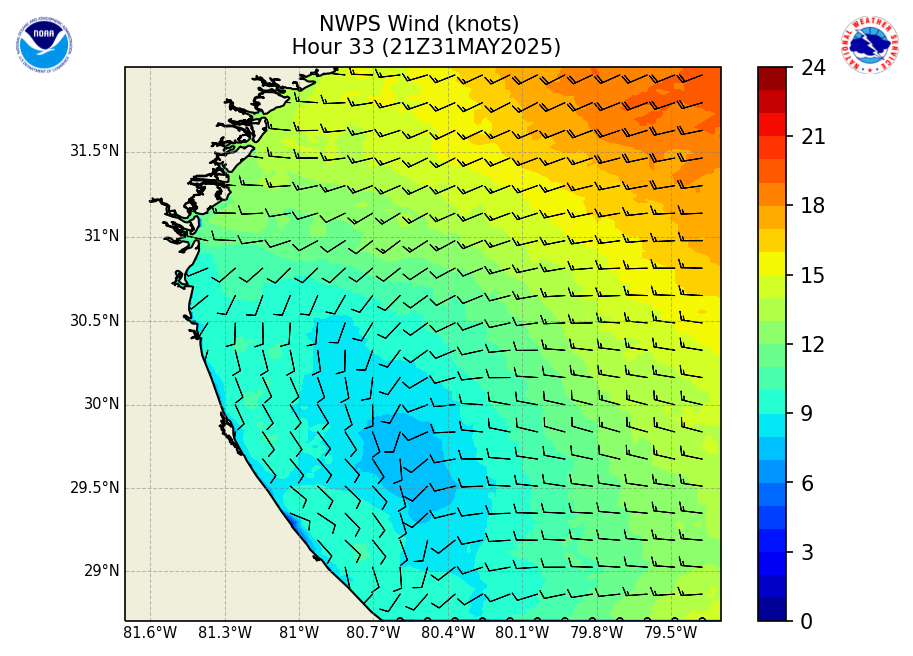 NWPS Wind (knots)
Hour 33 (21Z31MAY2025)
NOAA
NATIONAL WEATHER SERVICE
31.5°N
31°N
30.5°N
30°N
29.5°N
29°N
81.6°W 81.3°W 81°W 80.7°W 80.4°W 80.1°W 79.8°W 79.5°W
24
21
18
15
12
9
6
3
0